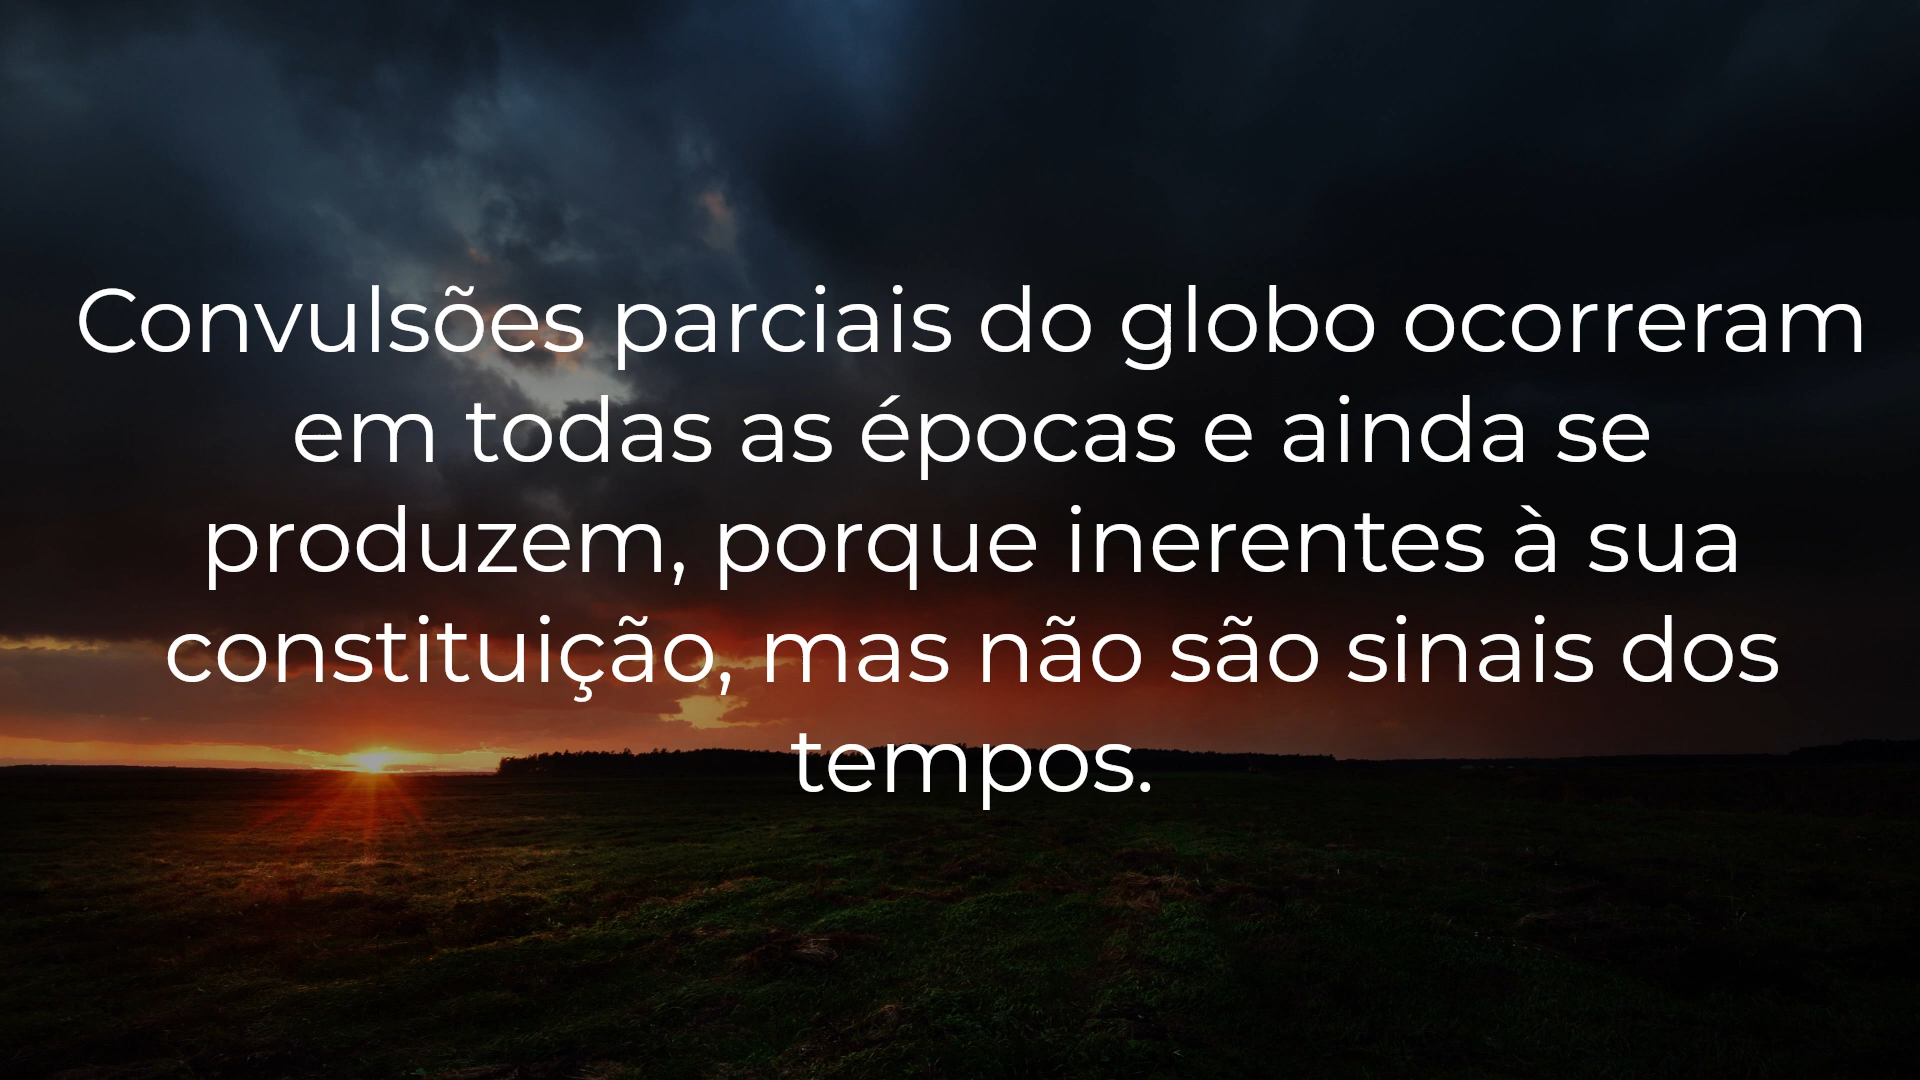 Convulsões parciais do globo ocorreram
em todas as épocas e ainda se
produzem, porque inerentes à sua
constituição, mas não são sinais dos
tempos.